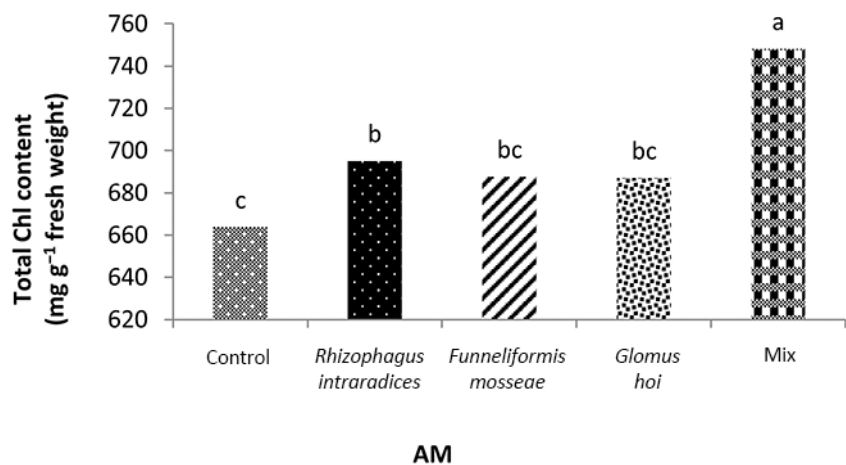 Total Chl content
(mg g⁻¹ fresh weight)
760
740
720
700
680
660
640
620
c
b
bc
bc
a
Control
Rhizophagus
intraradices
Funneliformis
mosseae
Glomus
hoi
Mix
AM